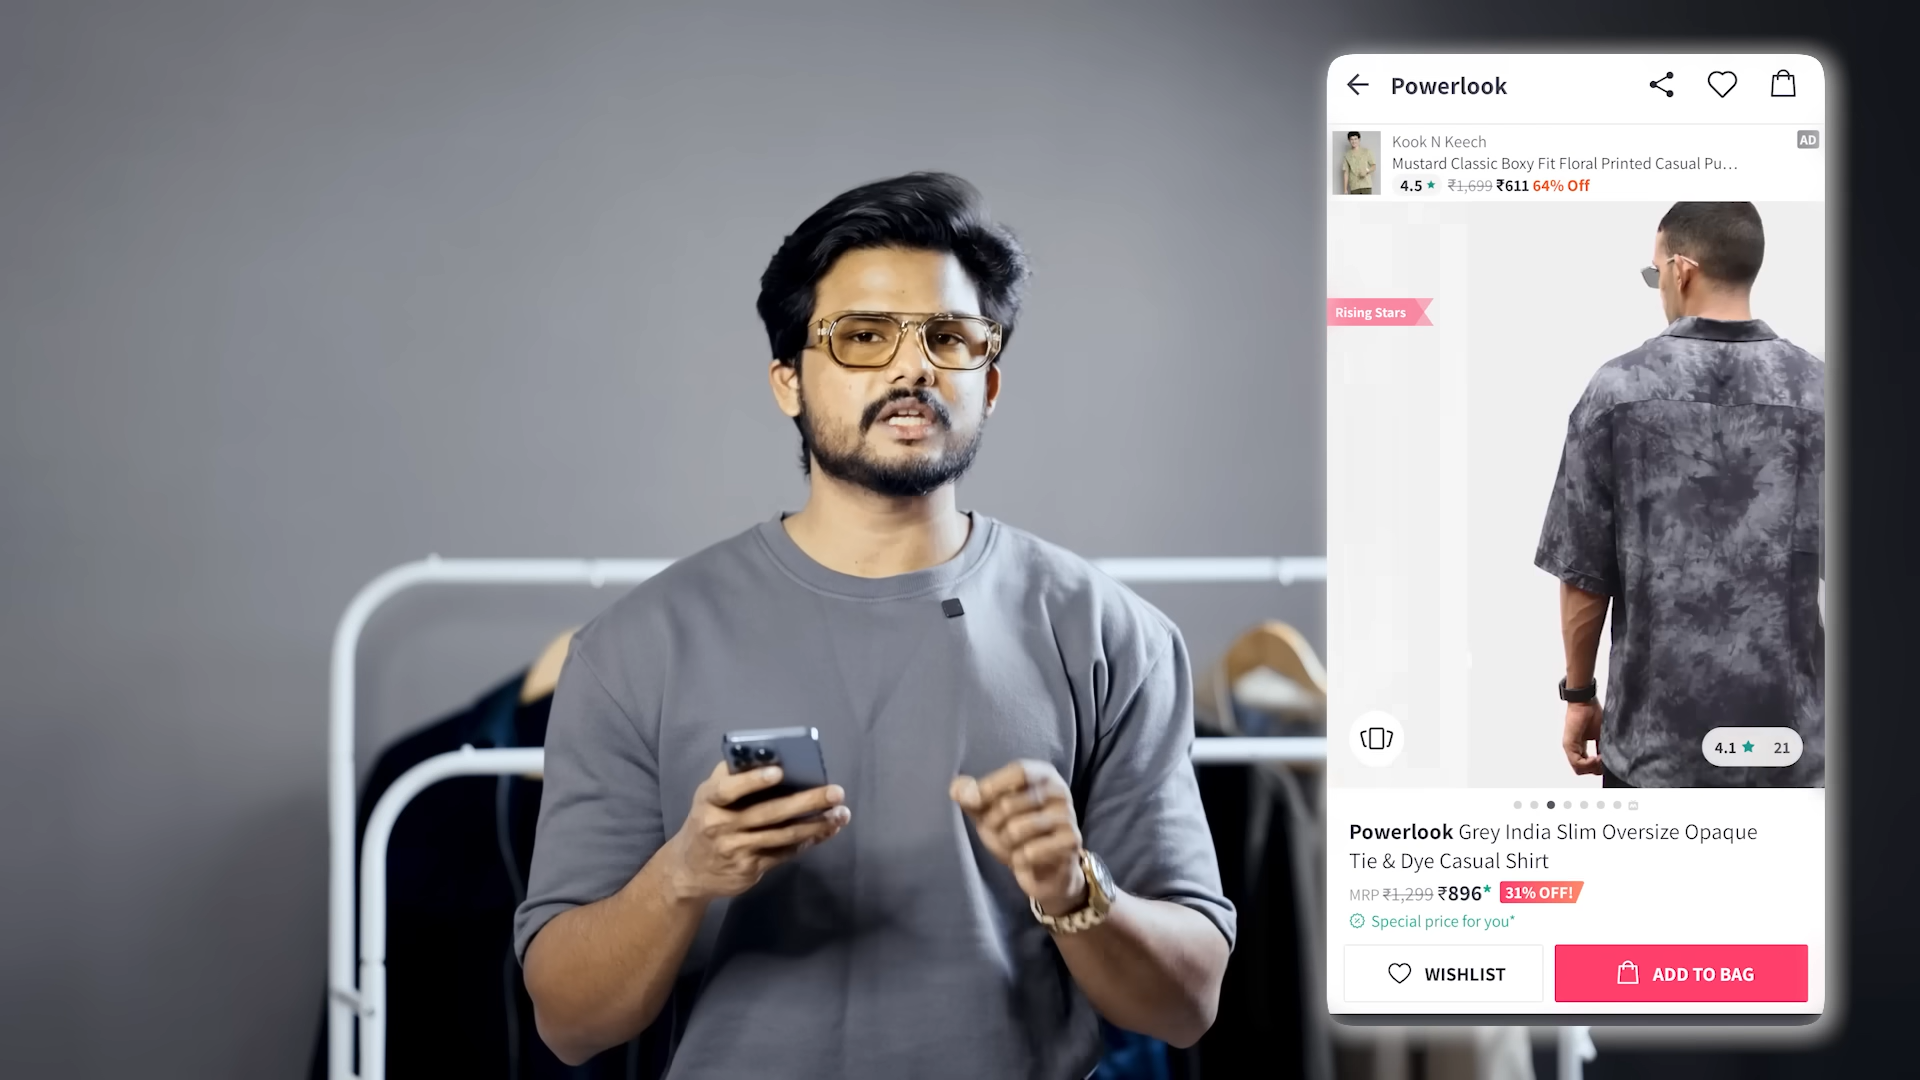 Powerlook
Kook N Keech
AD
Mustard Classic Boxy Fit Floral Printed Casual Pu...
4.5 ★ ₹1,699 ₹611 64% Off
Rising Stars
4.1 ★ 21
Powerlook Grey India Slim Oversize Opaque
Tie & Dye Casual Shirt
MRP ₹1,299 ₹896* 31% OFF!
Special price for you*
WISHLIST
ADD TO BAG